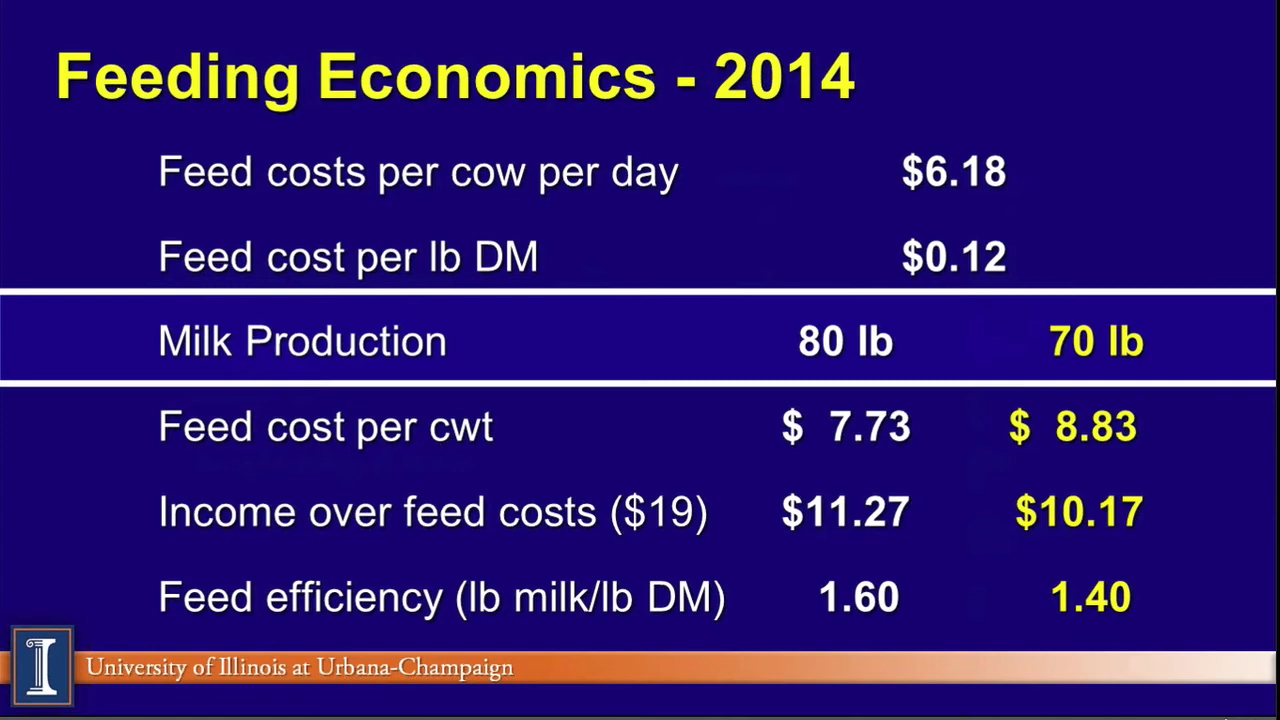 Feeding Economics - 2014
Feed costs per cow per day $6.18
Feed cost per lb DM $0.12
Milk Production 80 lb 70 lb
Feed cost per cwt $ 7.73 $ 8.83
Income over feed costs ($19) $11.27 $10.17
Feed efficiency (lb milk/lb DM) 1.60 1.40
I University of Illinois at Urbana-Champaign